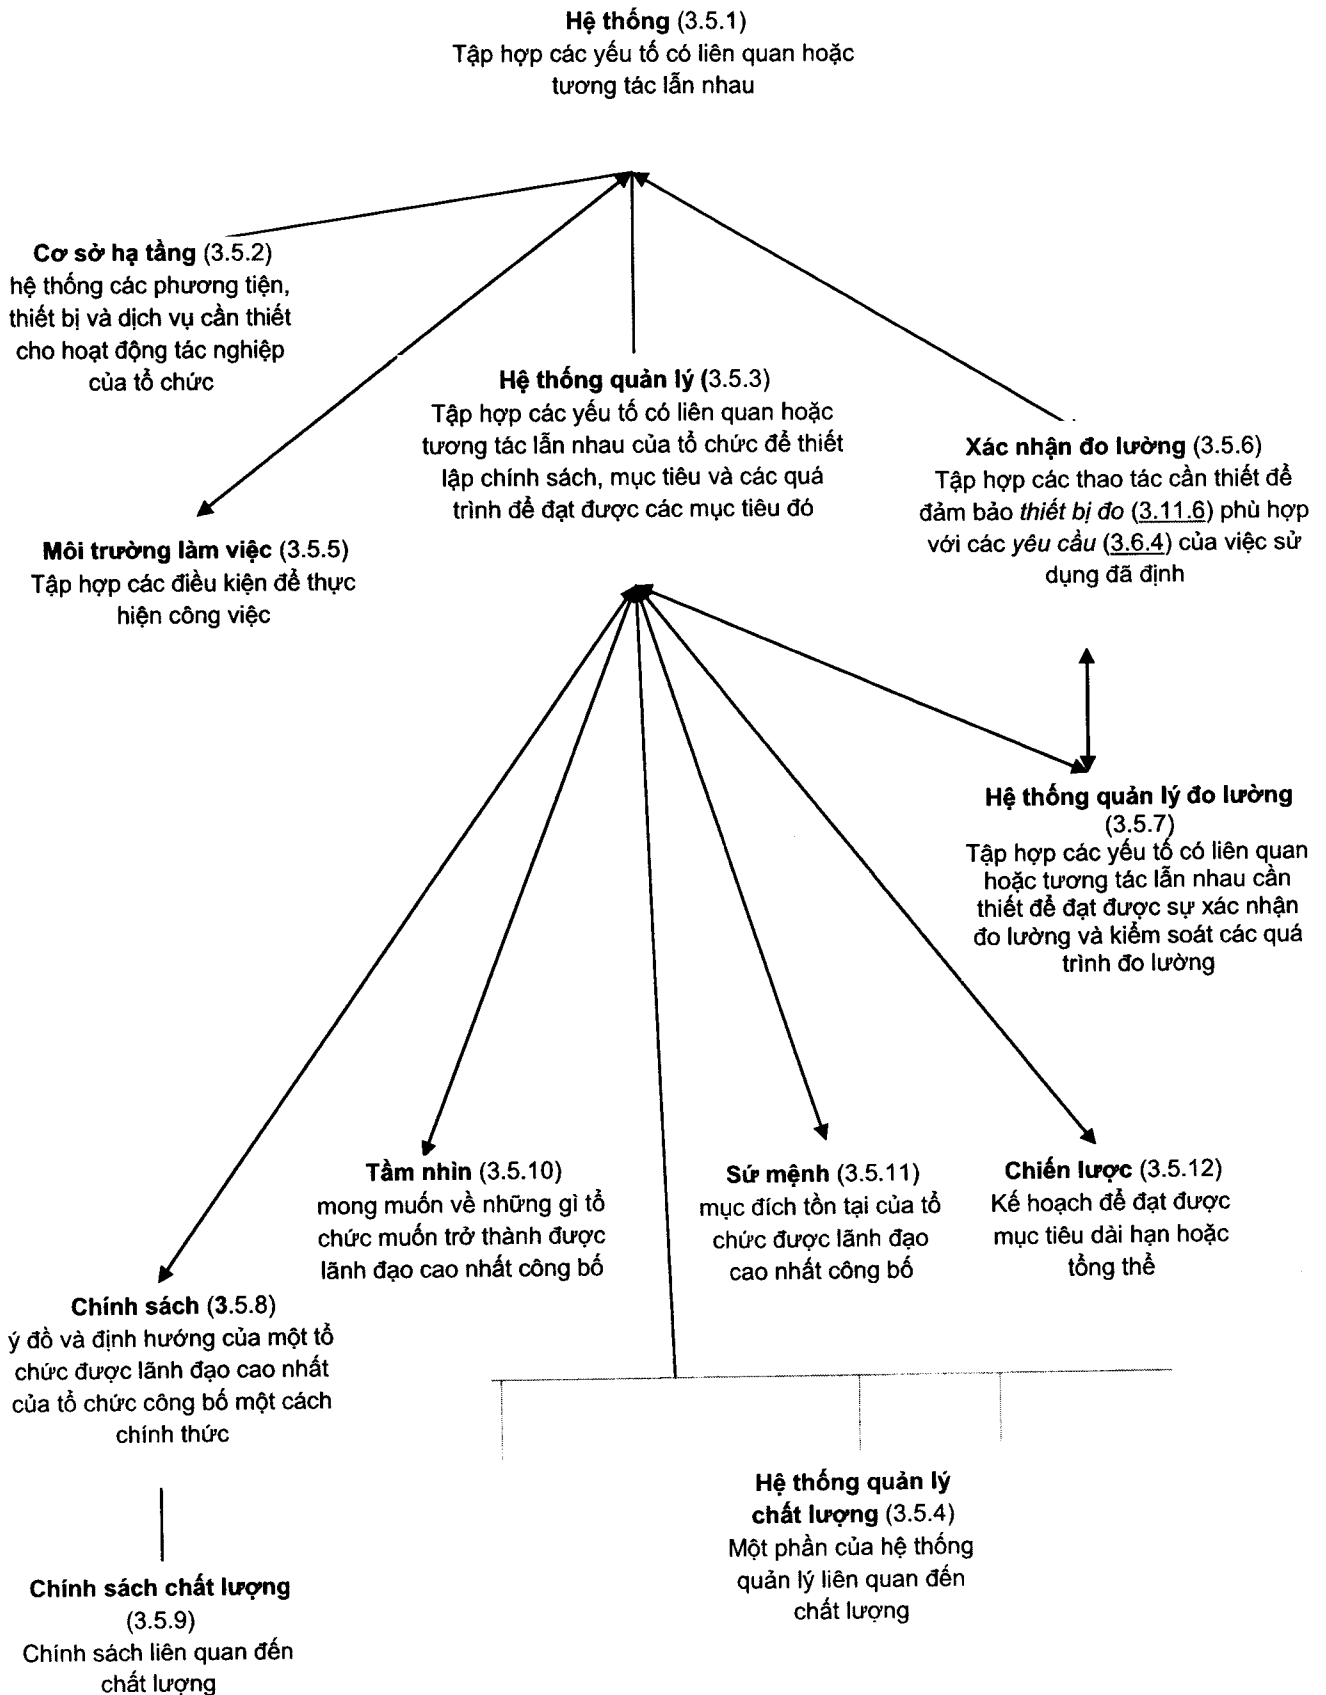 Hệ thống (3.5.1)
Tập hợp các yếu tố có liên quan hoặc
tương tác lẫn nhau
Cơ sở hạ tầng (3.5.2)
hệ thống các phương tiện,
thiết bị và dịch vụ cần thiết
cho hoạt động tác nghiệp
của tổ chức
Hệ thống quản lý (3.5.3)
Tập hợp các yếu tố có liên quan hoặc
tương tác lẫn nhau của tổ chức để thiết
lập chính sách, mục tiêu và các quá
trình để đạt được các mục tiêu đó
Xác nhận đo lường (3.5.6)
Tập hợp các thao tác cần thiết để
đảm bảo thiết bị đo (3.11.6) phù hợp
với các yêu cầu (3.6.4) của việc sử
dụng đã định
Môi trường làm việc (3.5.5)
Tập hợp các điều kiện để thực
hiện công việc
Hệ thống quản lý đo lường
(3.5.7)
Tập hợp các yếu tố có liên quan
hoặc tương tác lẫn nhau cần
thiết để đạt được sự xác nhận
đo lường và kiểm soát các quá
trình đo lường
Tầm nhìn (3.5.10)
mong muốn về những gì tổ
chức muốn trở thành được
lãnh đạo cao nhất công bố
Sứ mệnh (3.5.11)
mục đích tồn tại của tổ
chức được lãnh đạo
cao nhất công bố
Chiến lược (3.5.12)
Kế hoạch để đạt được
mục tiêu dài hạn hoặc
tổng thể
Chính sách (3.5.8)
ý đồ và định hướng của một tổ
chức được lãnh đạo cao nhất
của tổ chức công bố một cách
chính thức
Hệ thống quản lý
chất lượng (3.5.4)
Một phần của hệ thống
quản lý liên quan đến
chất lượng
Chính sách chất lượng
(3.5.9)
Chính sách liên quan đến
chất lượng